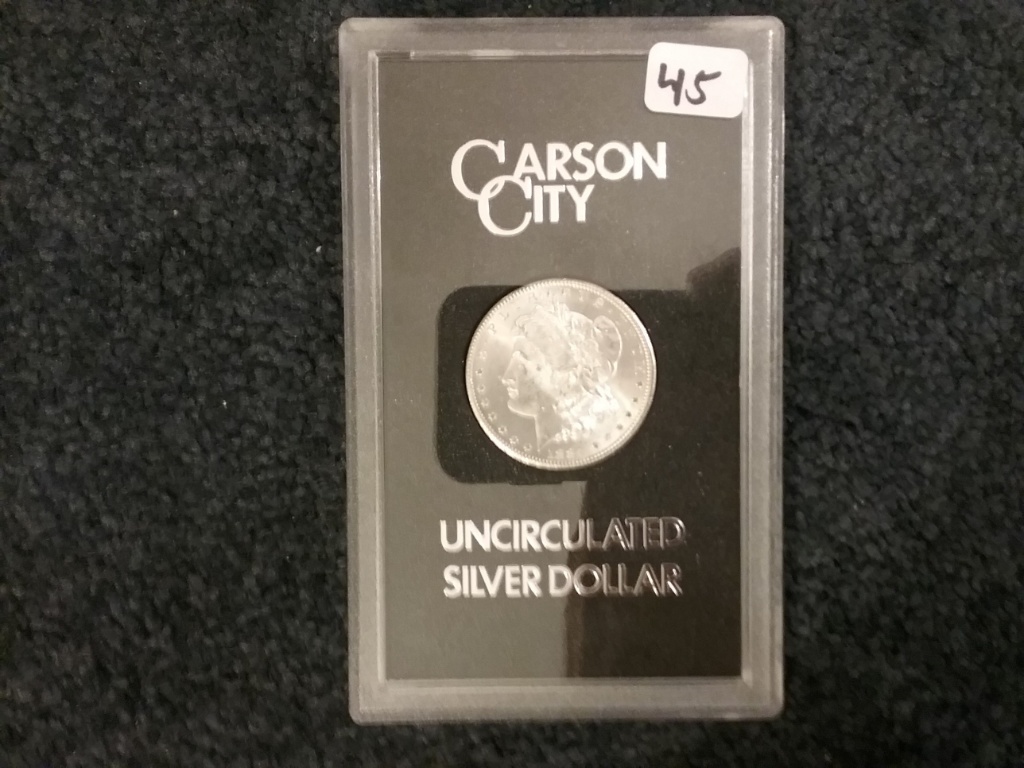 45
CARSON
CITY
UNCIRCULATED
SILVER DOLLAR